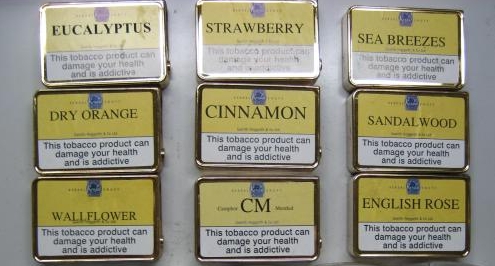 EUCALYPTUS
This tobacco product can
damage your health
and is addictive
STRAWBERRY
This tobacco product can
damage your health
and is addictive
SEA BREEZES
This tobacco product can
damage your health
and is addictive
DRY ORANGE
This tobacco product can
damage your health
and is addictive
CINNAMON
This tobacco product can
damage your health
and is addictive
SANDALWOOD
This tobacco product can
damage your health
and is addictive
WALLFLOWER
This tobacco product can
damage your health
and is addictive
CM
This tobacco product can
damage your health
and is addictive
ENGLISH ROSE
This tobacco product can
damage your health
and is addictive